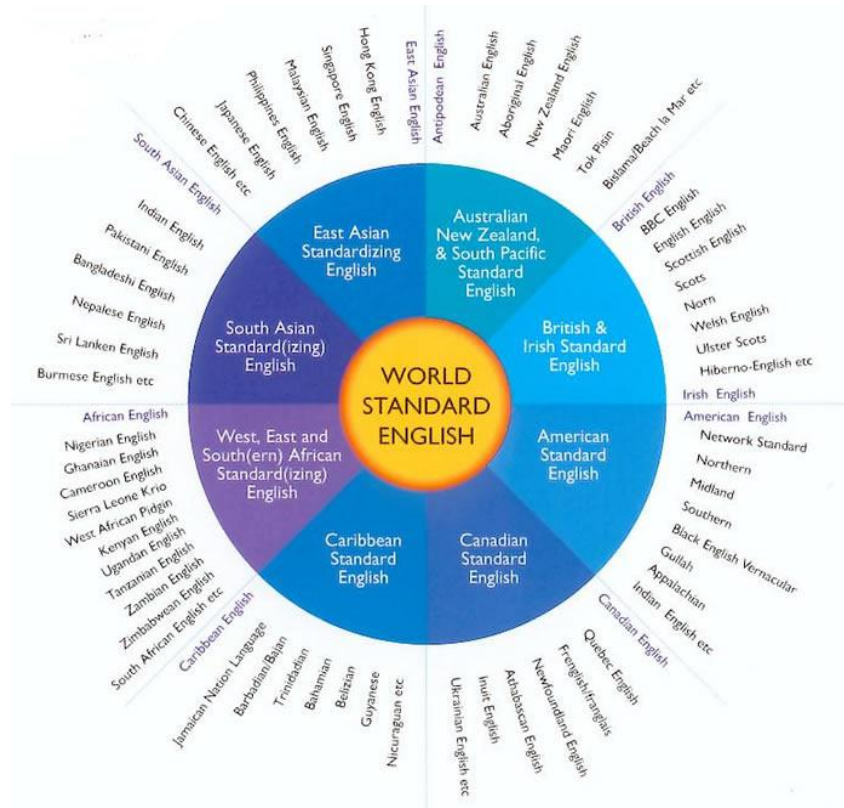 WORLD
STANDARD
ENGLISH
East Asian
Standardizing
English
Australian
New Zealand,
& South Pacific
Standard
English
British &
Irish Standard
English
American
Standard
English
Canadian
Standard
English
Caribbean
Standard
English
West, East and
South(ern) African
Standard(izing)
English
South Asian
Standard(izing)
English
Antipodean English
Australian English
Aboriginal English
New Zealand English
Maori English
Tok Pisin
Bislama/Beach la Mar etc
British English
BBC English
English English
Scottish English
Scots
Norn
Welsh English
Ulster Scots
Hiberno-English etc
Irish English
American English
Network Standard
Northern
Midland
Southern
Black English Vernacular
Gullah
Appalachian
Indian English etc
Canadian English
Quebec English
Frenglish/franglais
Newfoundland English
Athabascan English
Inuit English
Ukrainian English etc
Nicuraguan etc
Guyanese
Belizian
Bahamian
Trinidadian
Barbadian/Bajan
Jamaican Nation Language
Caribbean English
South African English etc
Zimbabwean English
Zambian English
Tanzanian English
Ugandan English
Kenyan English
West African Pidgin
Sierra Leone Krio
Cameroon English
Ghanaian English
Nigerian English
African English
Burmese English etc
Sri Lanken English
Nepalese English
Bangladeshi English
Pakistani English
Indian English
South Asian English
Chinese English etc
Japanese English
Philippines English
Malaysian English
Singapore English
Hong Kong English
East Asian English